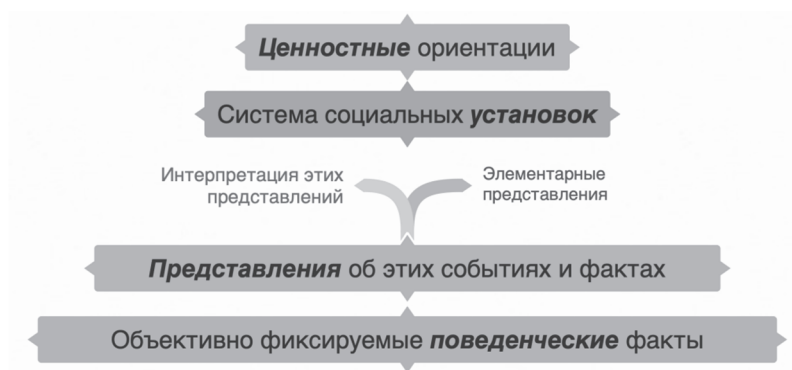 Ценностные ориентации
Система социальных установок
Интерпретация этих
представлений
Элементарные
представления
Представления об этих событиях и фактах
Объективно фиксируемые поведенческие факты